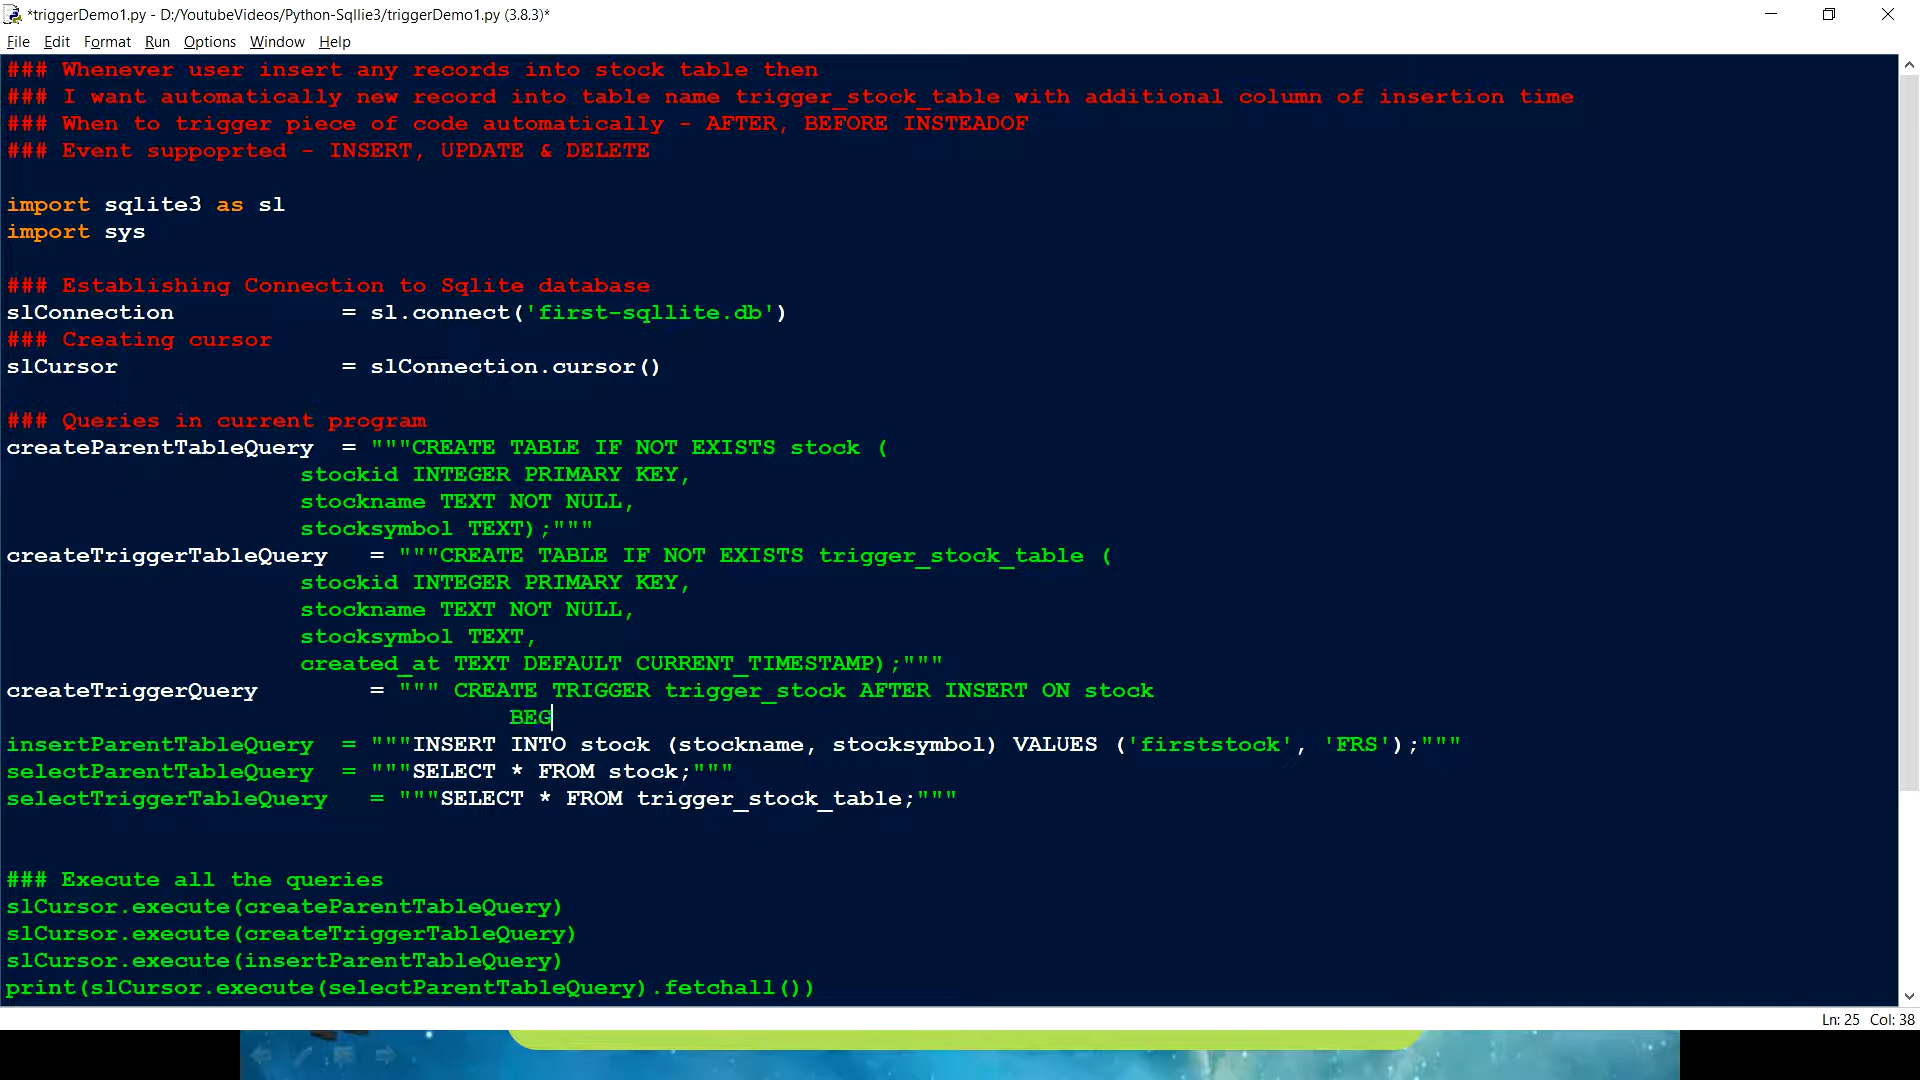 *triggerDemo1.py - D:/YoutubeVideos/Python-Sqllie3/triggerDemo1.py (3.8.3)*
File Edit Format Run Options Window Help
### Whenever user insert any records into stock table then
### I want automatically new record into table name trigger_stock_table with additional column of insertion time
### When to trigger piece of code automatically - AFTER, BEFORE INSTEADOF
### Event suppoprted - INSERT, UPDATE & DELETE
import sqlite3 as sl
import sys
### Establishing Connection to Sqlite database
slConnection = sl.connect('first-sqllite.db')
### Creating cursor
slCursor = slConnection.cursor()
### Queries in current program
createParentTableQuery = """CREATE TABLE IF NOT EXISTS stock (
stockid INTEGER PRIMARY KEY,
stockname TEXT NOT NULL,
stocksymbol TEXT);"""
createTriggerTableQuery = """CREATE TABLE IF NOT EXISTS trigger_stock_table (
stockid INTEGER PRIMARY KEY,
stockname TEXT NOT NULL,
stocksymbol TEXT,
created_at TEXT DEFAULT CURRENT_TIMESTAMP);"""
createTriggerQuery = """ CREATE TRIGGER trigger_stock AFTER INSERT ON stock
BEG
insertParentTableQuery = """INSERT INTO stock (stockname, stocksymbol) VALUES ('firststock', 'FRS');"""
selectParentTableQuery = """SELECT * FROM stock;"""
selectTriggerTableQuery = """SELECT * FROM trigger_stock_table;"""
### Execute all the queries
slCursor.execute(createParentTableQuery)
slCursor.execute(createTriggerTableQuery)
slCursor.execute(insertParentTableQuery)
print(slCursor.execute(selectParentTableQuery).fetchall())
Ln: 25 Col: 38